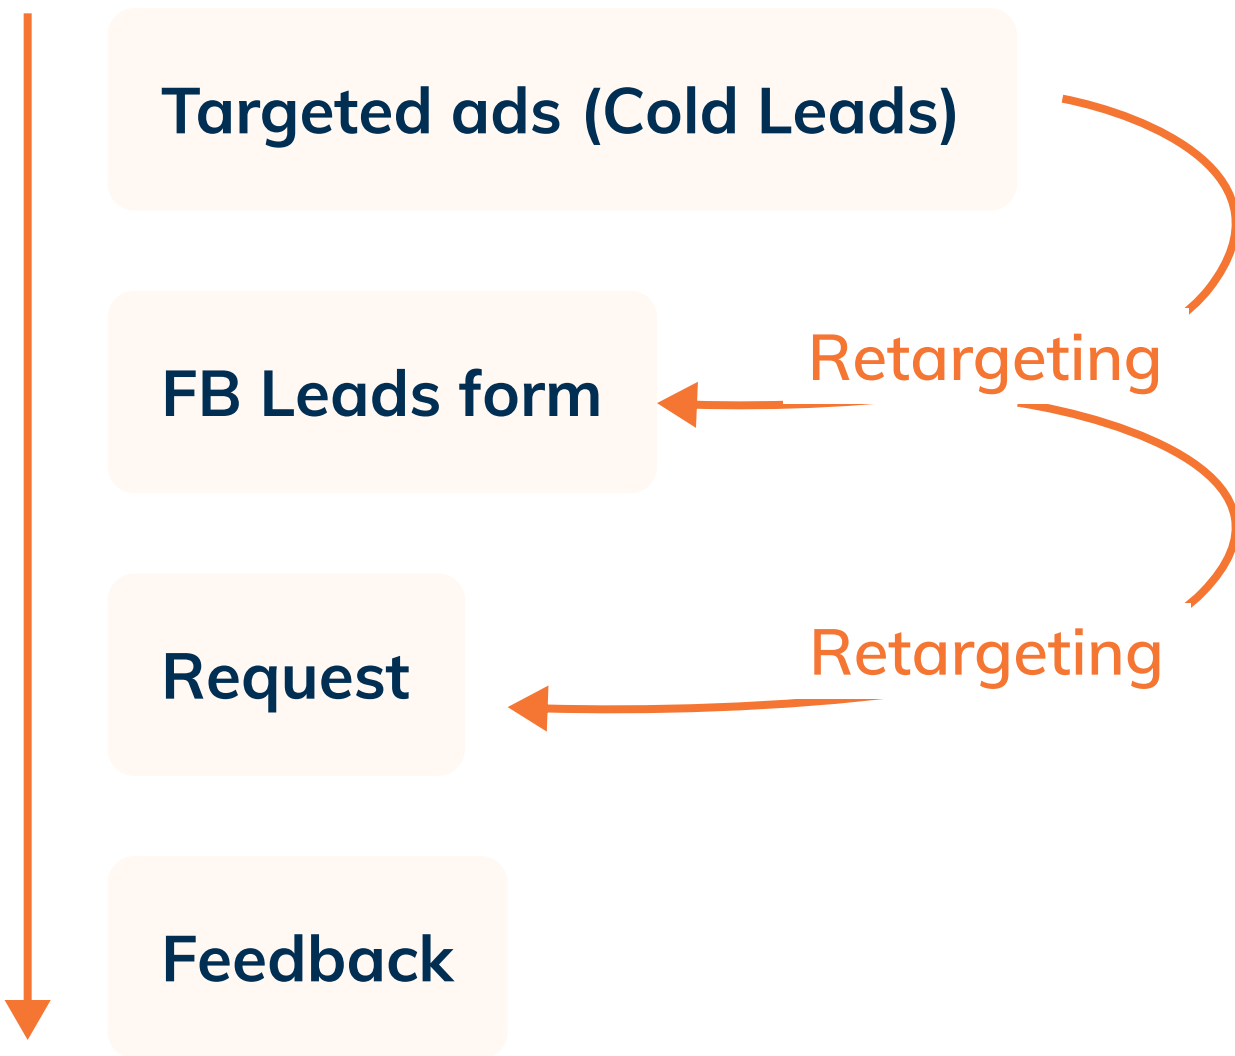 Targeted ads (Cold Leads)
Retargeting
FB Leads form
Retargeting
Request
Feedback